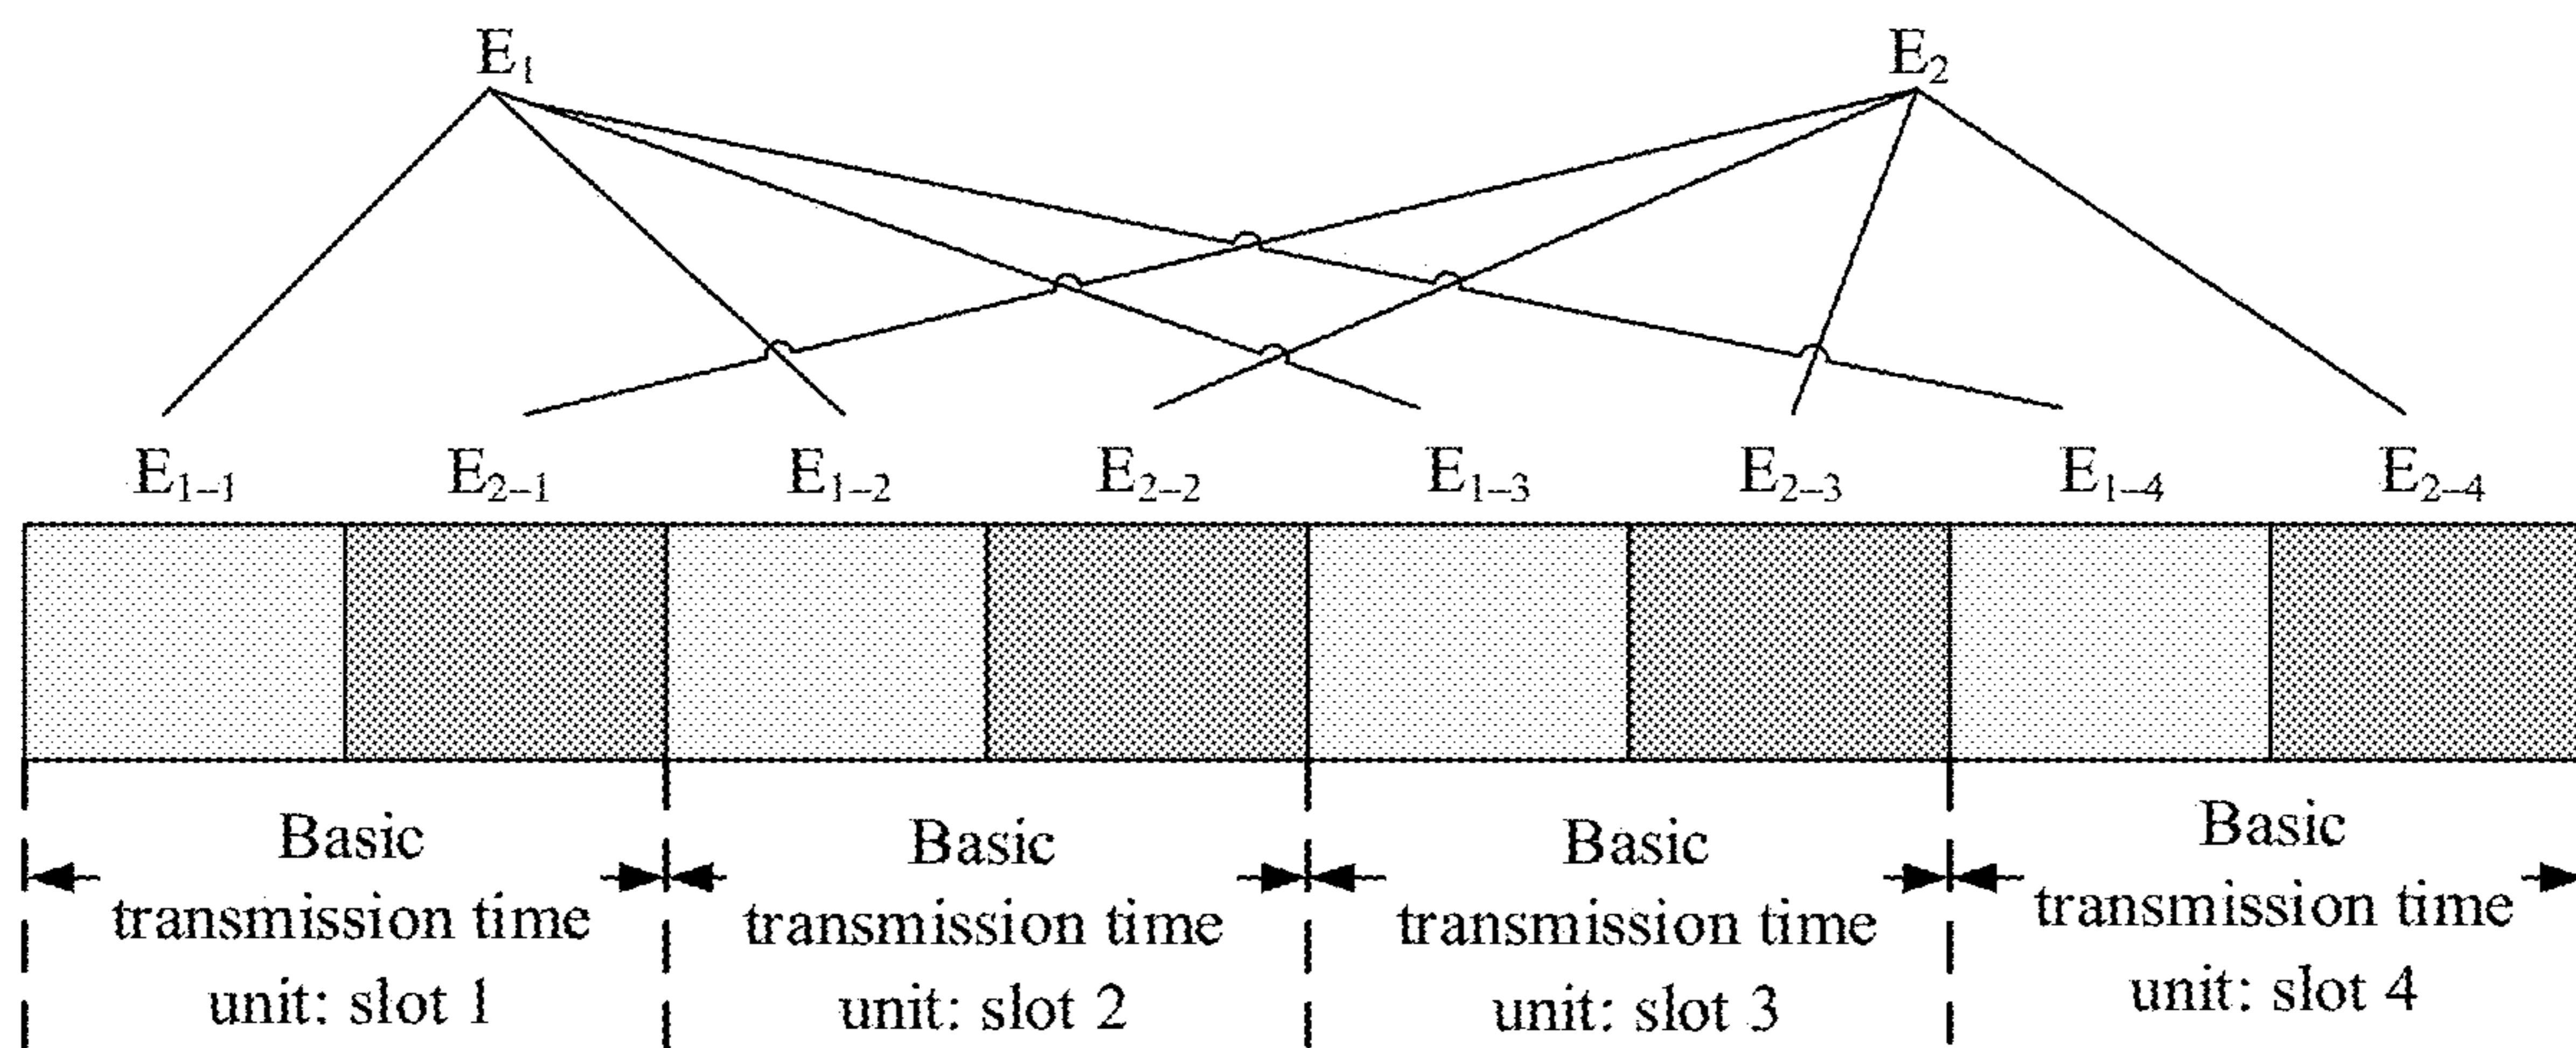 E1 E2
E1-1 E2-1 E1-2 E2-2 E1-3 E2-3 E1-4 E2-4
Basic
transmission time
unit: slot 1
Basic
transmission time
unit: slot 2
Basic
transmission time
unit: slot 3
Basic
transmission time
unit: slot 4